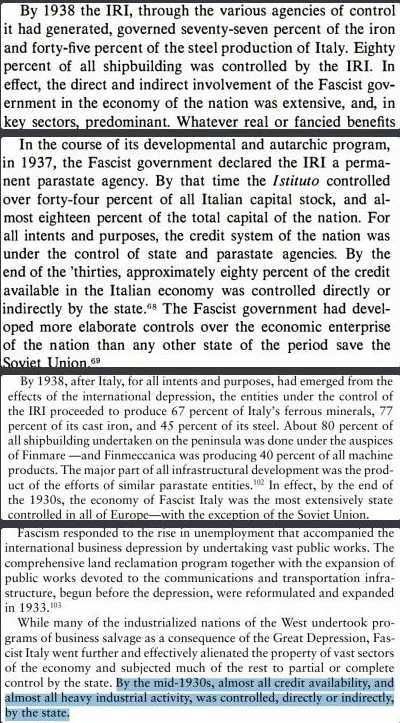 By 1938 the IRI, through the various agencies of control
it had generated, governed seventy-seven percent of the iron
and forty-five percent of the steel production of Italy. Eighty
percent of all shipbuilding was controlled by the IRI. In
effect, the direct and indirect involvement of the Fascist gov-
ernment in the economy of the nation was extensive, and, in
key sectors, predominant. Whatever real or fancied benefits
In the course of its developmental and autarchic program,
in 1937, the Fascist government declared the IRI a perma-
nent parastate agency. By that time the Istituto controlled
over forty-four percent of all Italian capital stock, and al-
most eighteen percent of the total capital of the nation. For
all intents and purposes, the credit system of the nation was
under the control of state and parastate agencies. By the
end of the 'thirties, approximately eighty percent of the credit
available in the Italian economy was controlled directly or
indirectly by the state.68 The Fascist government had devel-
oped more elaborate controls over the economic enterprise
of the nation than any other state of the period save the
Soviet Union.69
By 1938, after Italy, for all intents and purposes, had emerged from the
effects of the international depression, the entities under the control of
the IRI proceeded to produce 67 percent of Italy's ferrous minerals, 77
percent of its cast iron, and 45 percent of its steel. About 80 percent of
all shipbuilding undertaken on the peninsula was done under the auspices
of Finmare —and Finmeccanica was producing 40 percent of all machine
products. The major part of all infrastructural development was the prod-
uct of the efforts of similar parastate entities.102 In effect, by the end of
the 1930s, the economy of Fascist Italy was the most extensively state
controlled in all of Europe—with the exception of the Soviet Union.
Fascism responded to the rise in unemployment that accompanied the
international business depression by undertaking vast public works. The
comprehensive land reclamation program together with the expansion of
public works devoted to the communications and transportation infra-
structure, begun before the depression, were reformulated and expanded
in 1933.103
While many of the industrialized nations of the West undertook pro-
grams of business salvage as a consequence of the Great Depression, Fas-
cist Italy went further and effectively alienated the property of vast sectors
of the economy and subjected much of the rest to partial or complete
control by the state. By the mid-1930s, almost all credit availability, and
almost all heavy industrial activity, was controlled, directly or indirectly,
by the state.